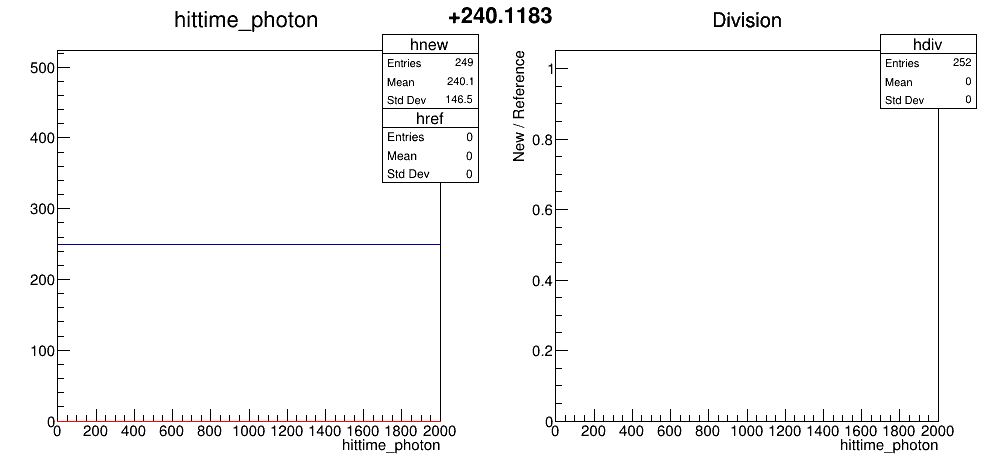 +240.1183
hittime_photon
hnew
Entries 249
Mean 240.1
Std Dev 146.5
href
Entries 0
Mean 0
Std Dev 0
500
400
300
200
100
0
0 200 400 600 800 1000 1200 1400 1600 1800 2000
hittime_photon
Division
hdiv
Entries 252
Mean 0
Std Dev 0
New / Reference
1
0.8
0.6
0.4
0.2
0
0 200 400 600 800 1000 1200 1400 1600 1800 2000
hittime_photon